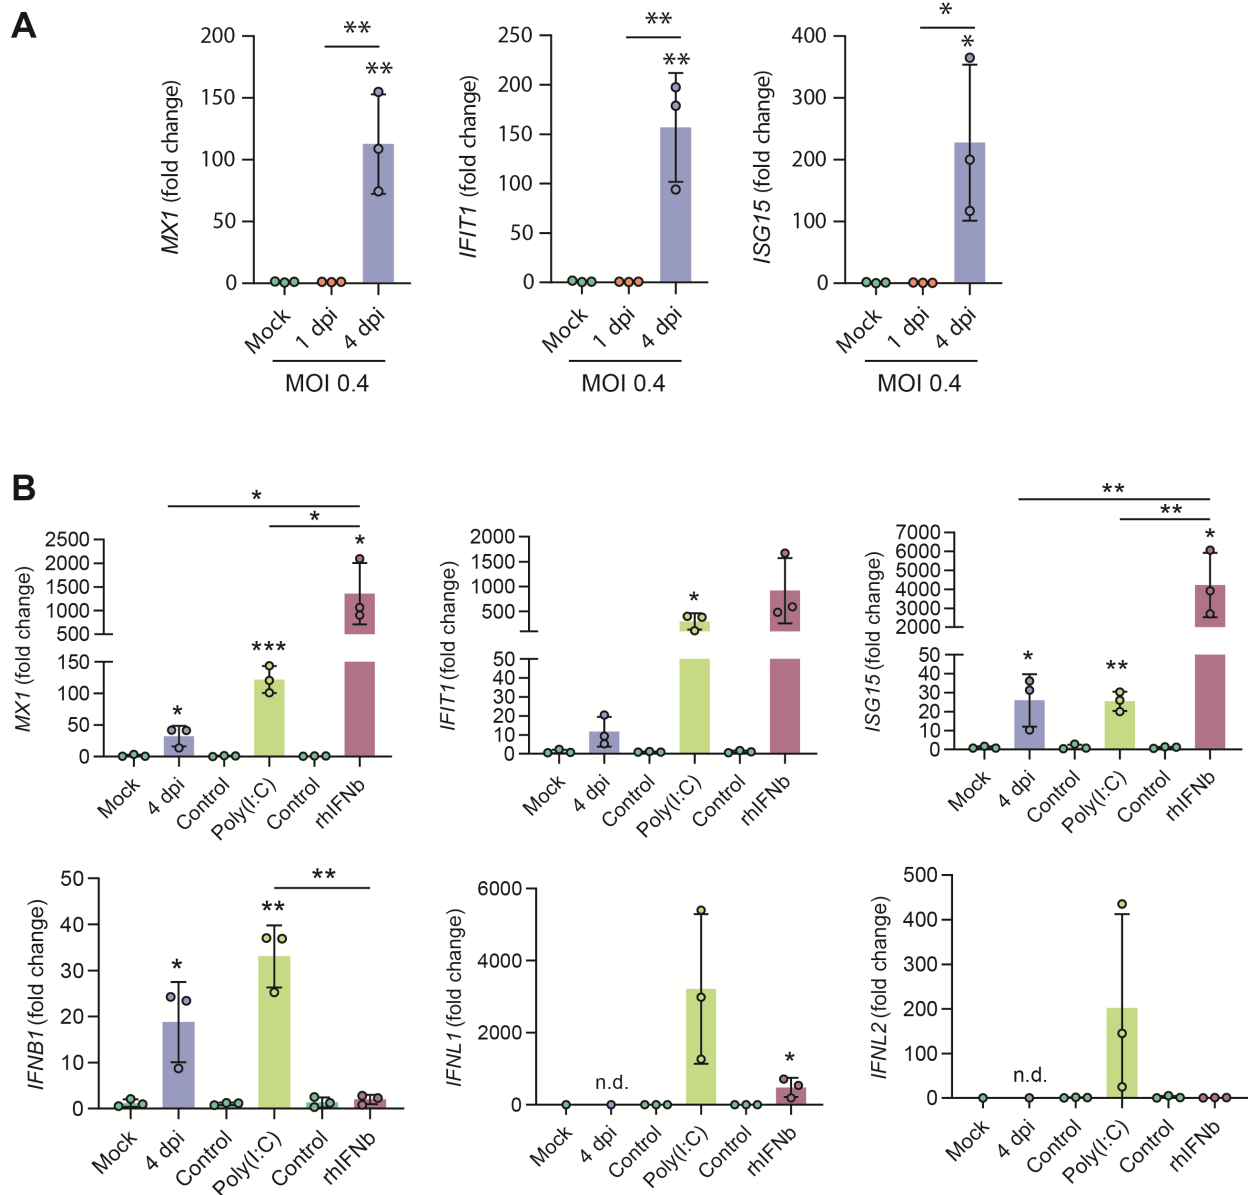 A
MX1 (fold change)
200
150
100
50
0
**
**
Mock
1 dpi
4 dpi
MOI 0.4
IFIT1 (fold change)
250
200
150
100
50
0
**
**
Mock
1 dpi
4 dpi
MOI 0.4
ISG15 (fold change)
400
300
200
100
0
*
*
Mock
1 dpi
4 dpi
MOI 0.4
B
MX1 (fold change)
2500
2000
1500
1000
500
150
100
50
0
*
*
*
***
*
Mock
4 dpi
Control
Poly(I:C)
Control
rhIFNb
IFIT1 (fold change)
2000
1500
1000
500
50
40
30
20
10
0
*
Mock
4 dpi
Control
Poly(I:C)
Control
rhIFNb
ISG15 (fold change)
7000
6000
5000
4000
3000
2000
50
40
30
20
10
0
**
**
*
*
**
Mock
4 dpi
Control
Poly(I:C)
Control
rhIFNb
IFNB1 (fold change)
50
40
30
20
10
0
**
**
*
Mock
4 dpi
Control
Poly(I:C)
Control
rhIFNb
IFNL1 (fold change)
6000
4000
2000
0
n.d.
*
Mock
4 dpi
Control
Poly(I:C)
Control
rhIFNb
IFNL2 (fold change)
500
400
300
200
100
0
n.d.
Mock
4 dpi
Control
Poly(I:C)
Control
rhIFNb